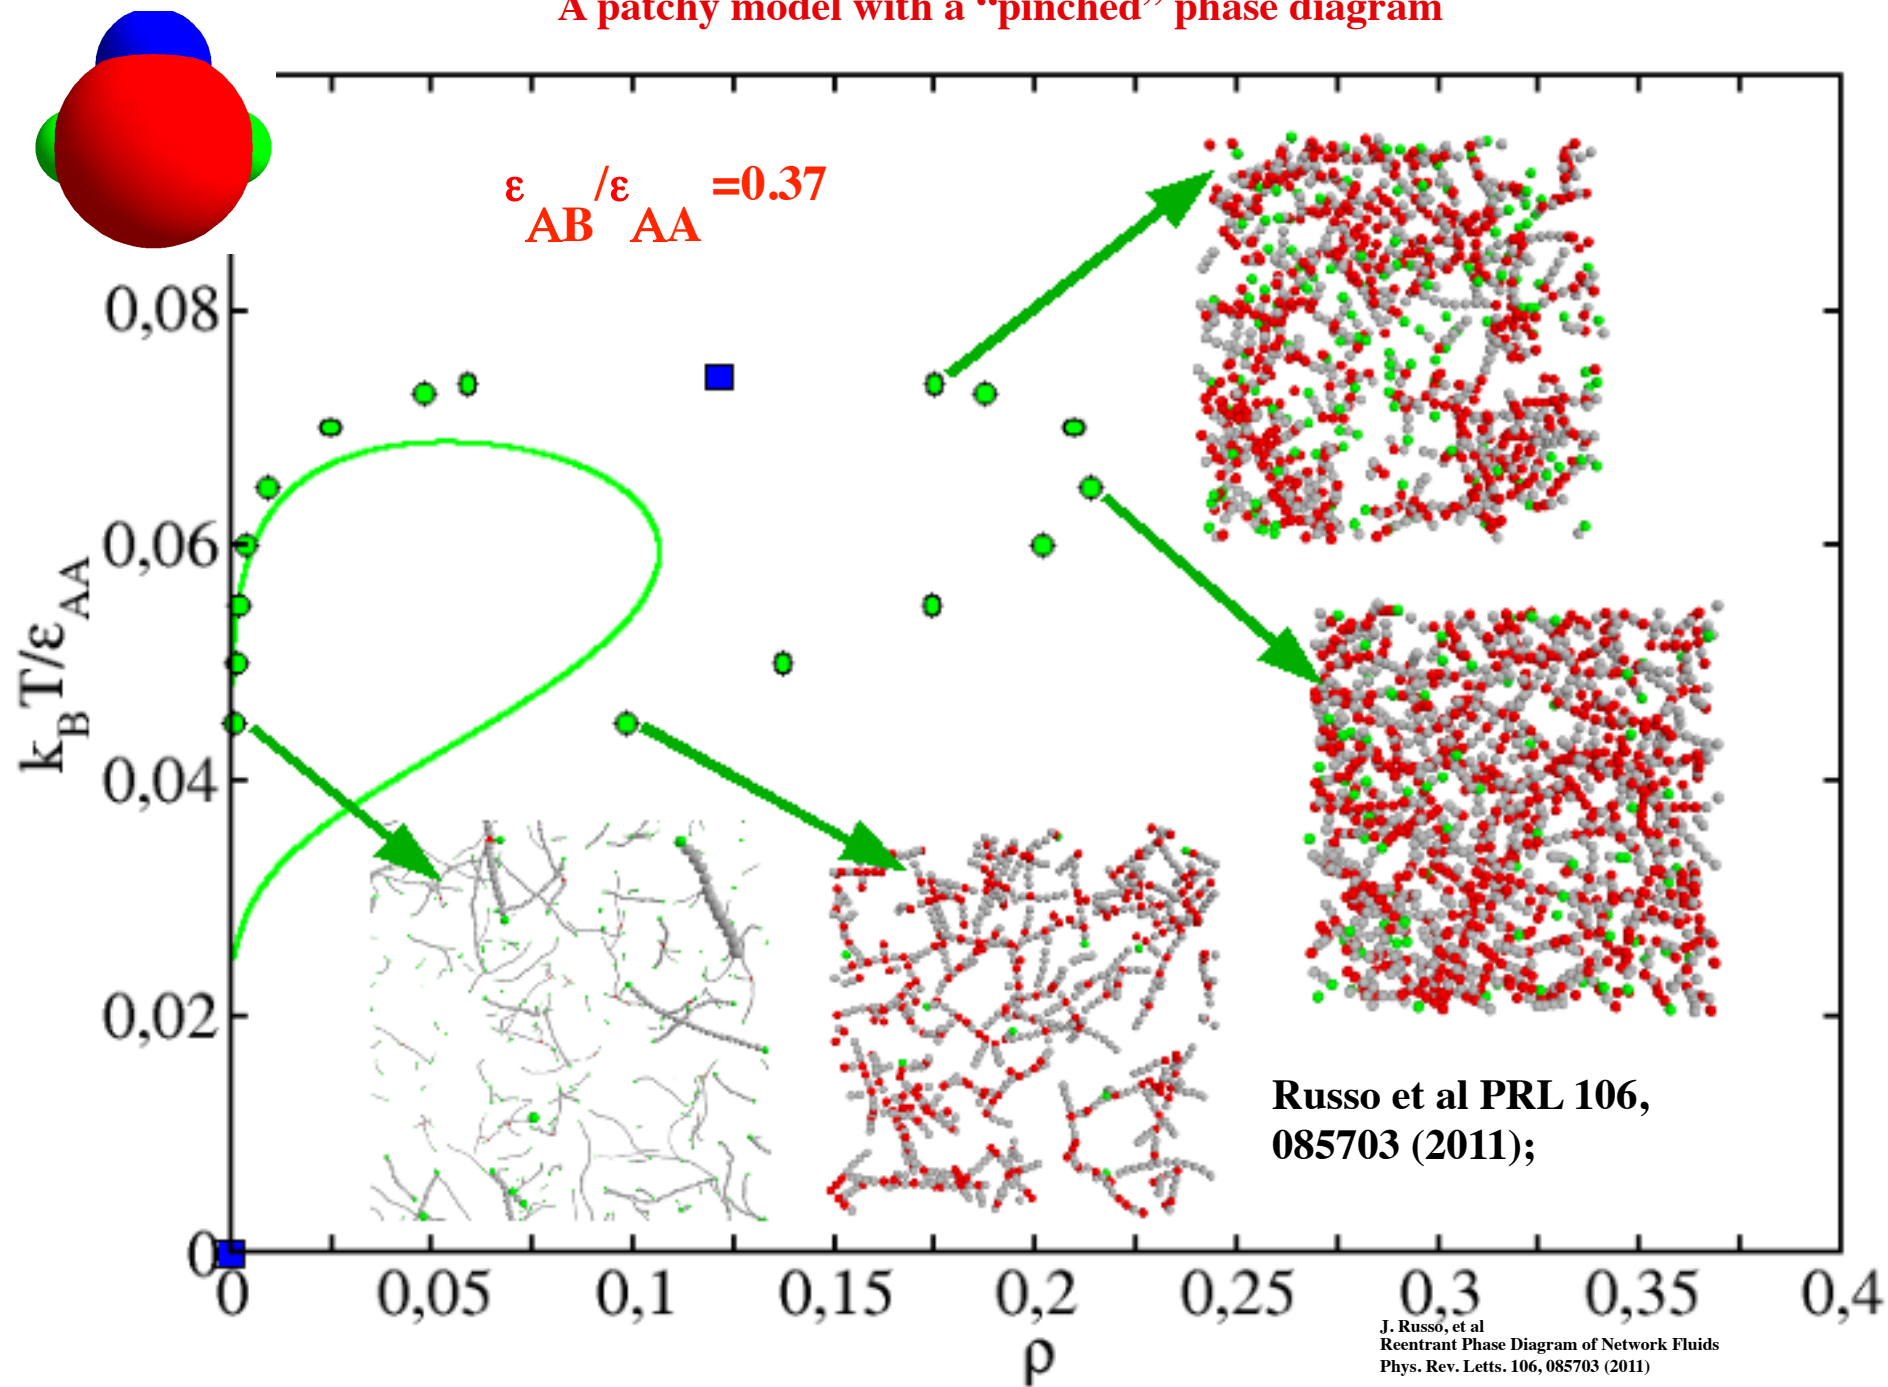 A patchy model with a “pinched” phase diagram
εAB/εAA =0.37
0,08
0,06
0,04
0,02
0
kBT/εAA
0 0,05 0,1 0,15 0,2 0,25 0,3 0,35 0,4
ρ
Russo et al PRL 106,
085703 (2011);
J. Russo, et al
Reentrant Phase Diagram of Network Fluids
Phys. Rev. Letts. 106, 085703 (2011)